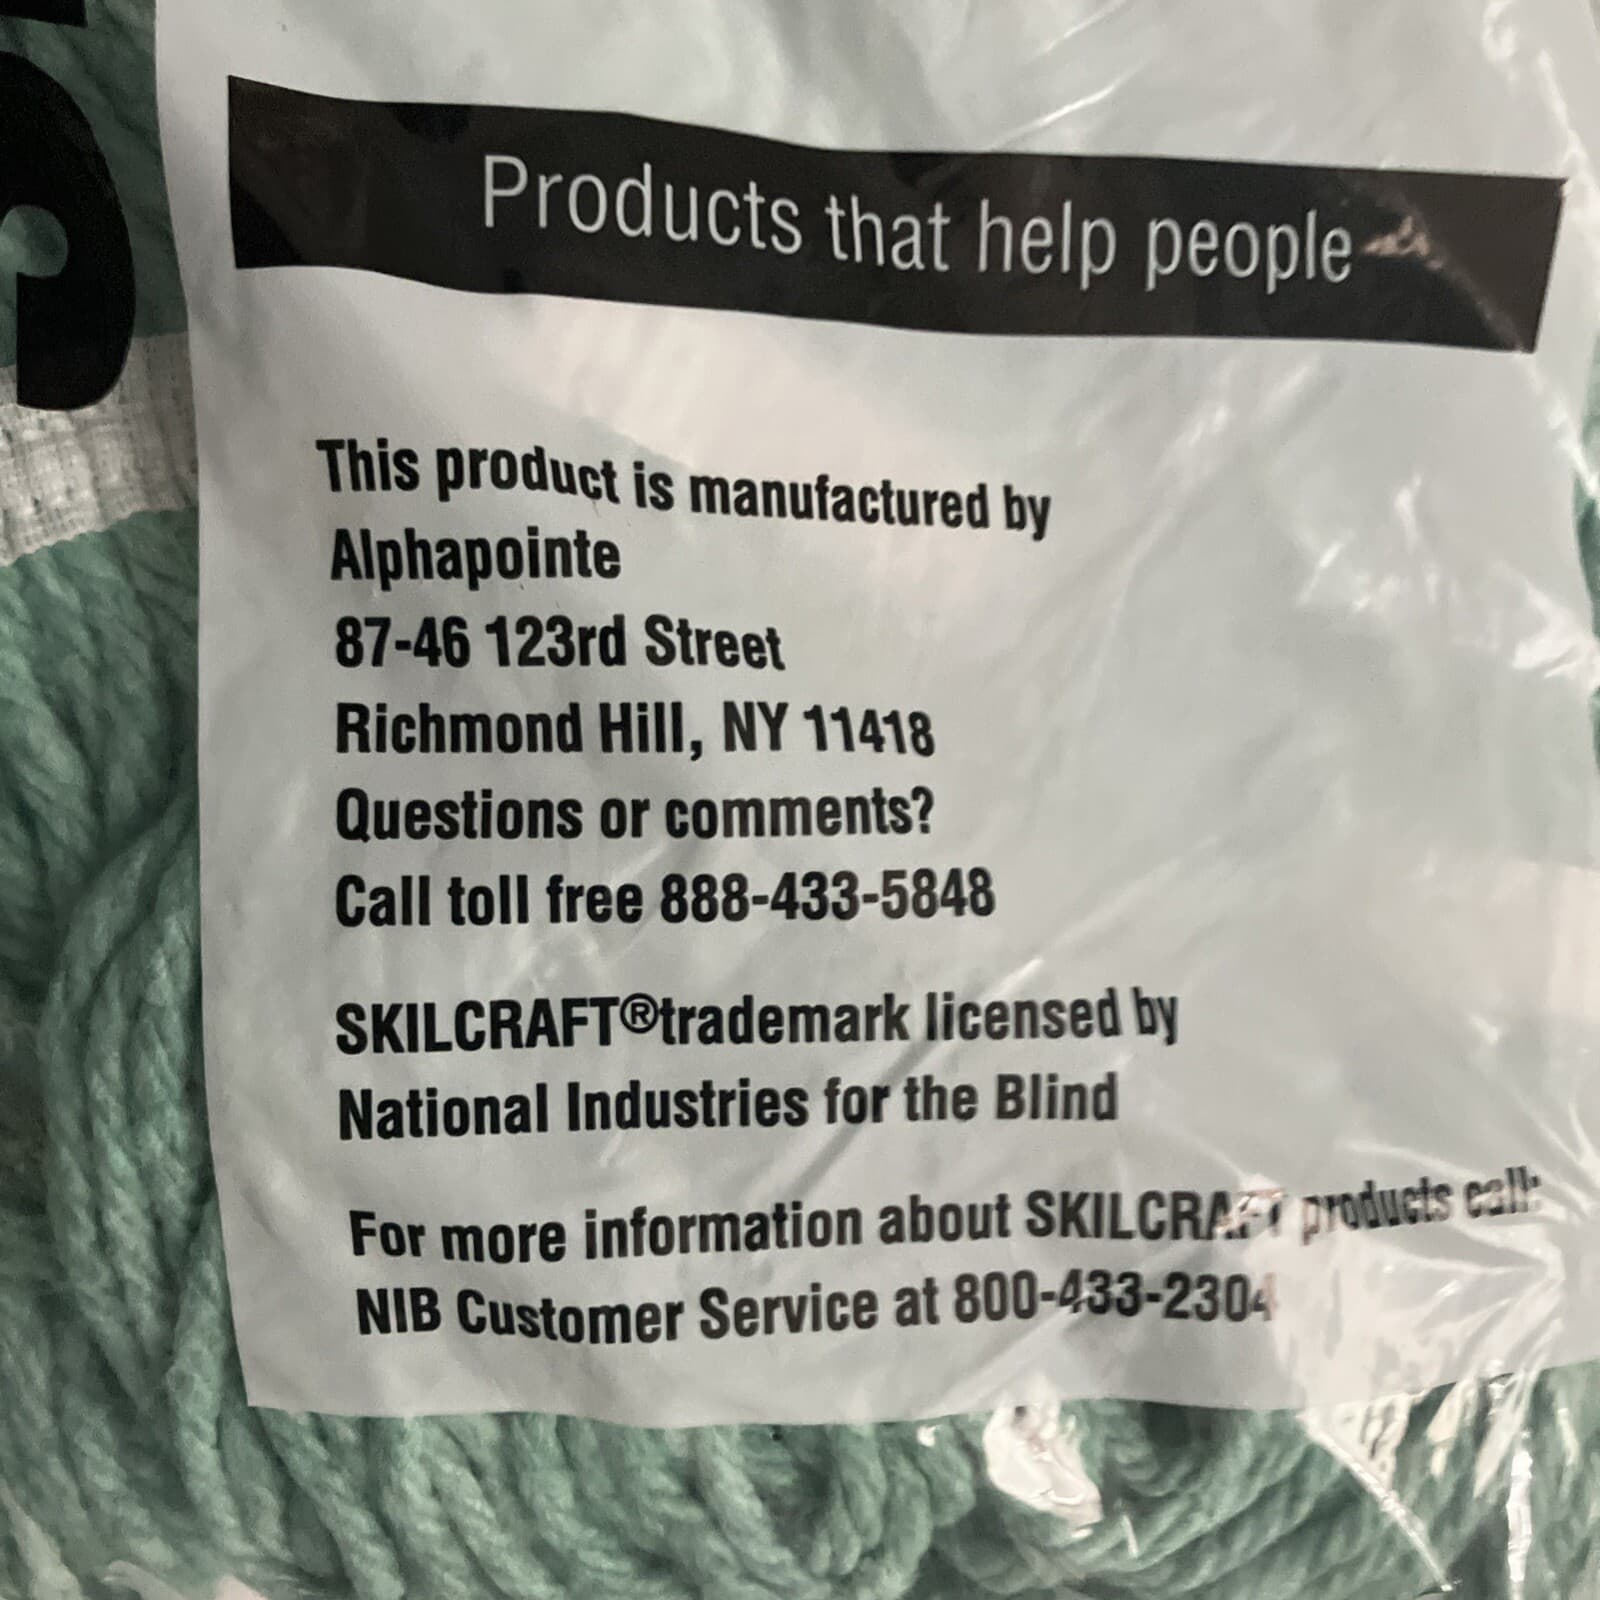 Products that help people
This product is manufactured by
Alphapointe
87-46 123rd Street
Richmond Hill, NY 11418
Questions or comments?
Call toll free 888-433-5848
SKILCRAFT®trademark licensed by
National Industries for the Blind
For more information about SKILCRAFT products call:
NIB Customer Service at 800-433-2304